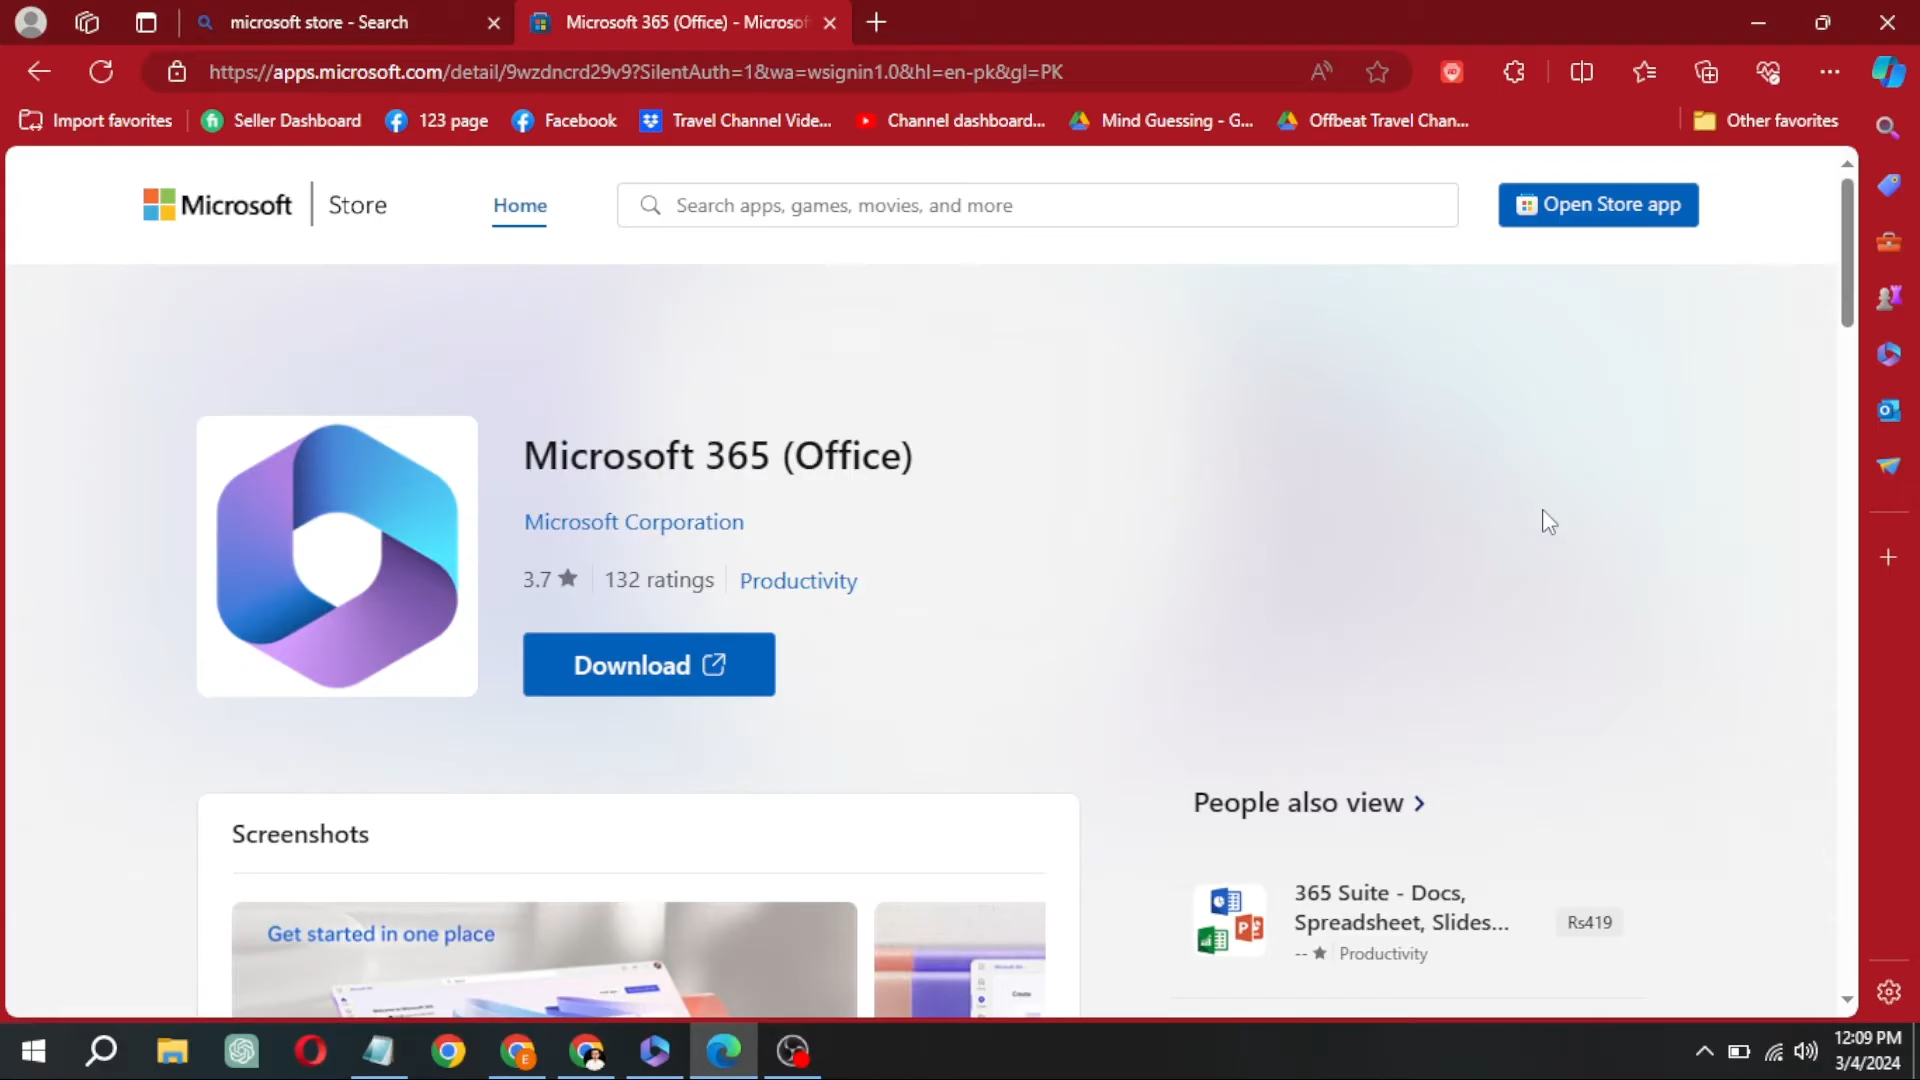 microsoft store - Search
Microsoft 365 (Office) - Microsof
https://apps.microsoft.com/detail/9wzdncrd29v9?SilentAuth=1&wa=wsignin1.0&hl=en-pk&gl=PK
Import favorites
Seller Dashboard
123 page
Facebook
Travel Channel Vide...
Channel dashboard...
Mind Guessing - G...
Offbeat Travel Chan...
Other favorites
Microsoft
Store
Home
Search apps, games, movies, and more
Open Store app
Microsoft 365 (Office)
Microsoft Corporation
3.7 ★
132 ratings
Productivity
Download
Screenshots
Get started in one place
Create
People also view
365 Suite - Docs,
Spreadsheet, Slides...
-- ★
Productivity
Rs419
12:09 PM
3/4/2024